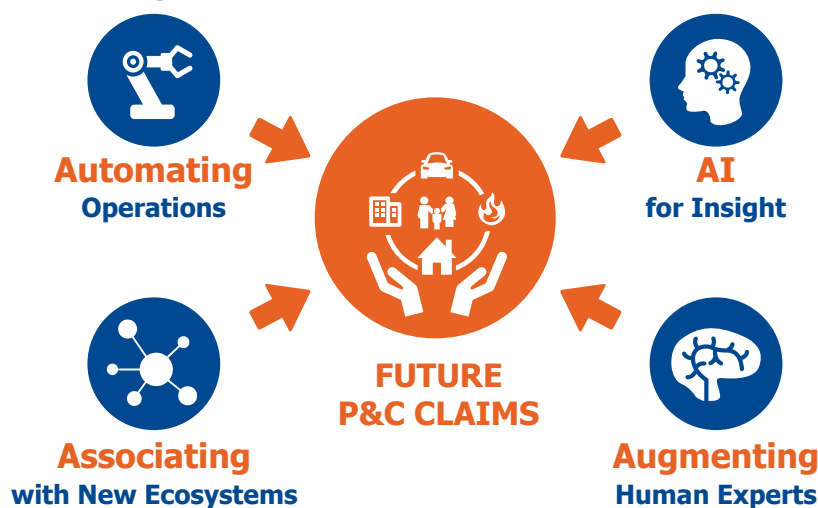 Automating
Operations
AI
for Insight
FUTURE
P&C CLAIMS
Associating
with New Ecosystems
Augmenting
Human Experts